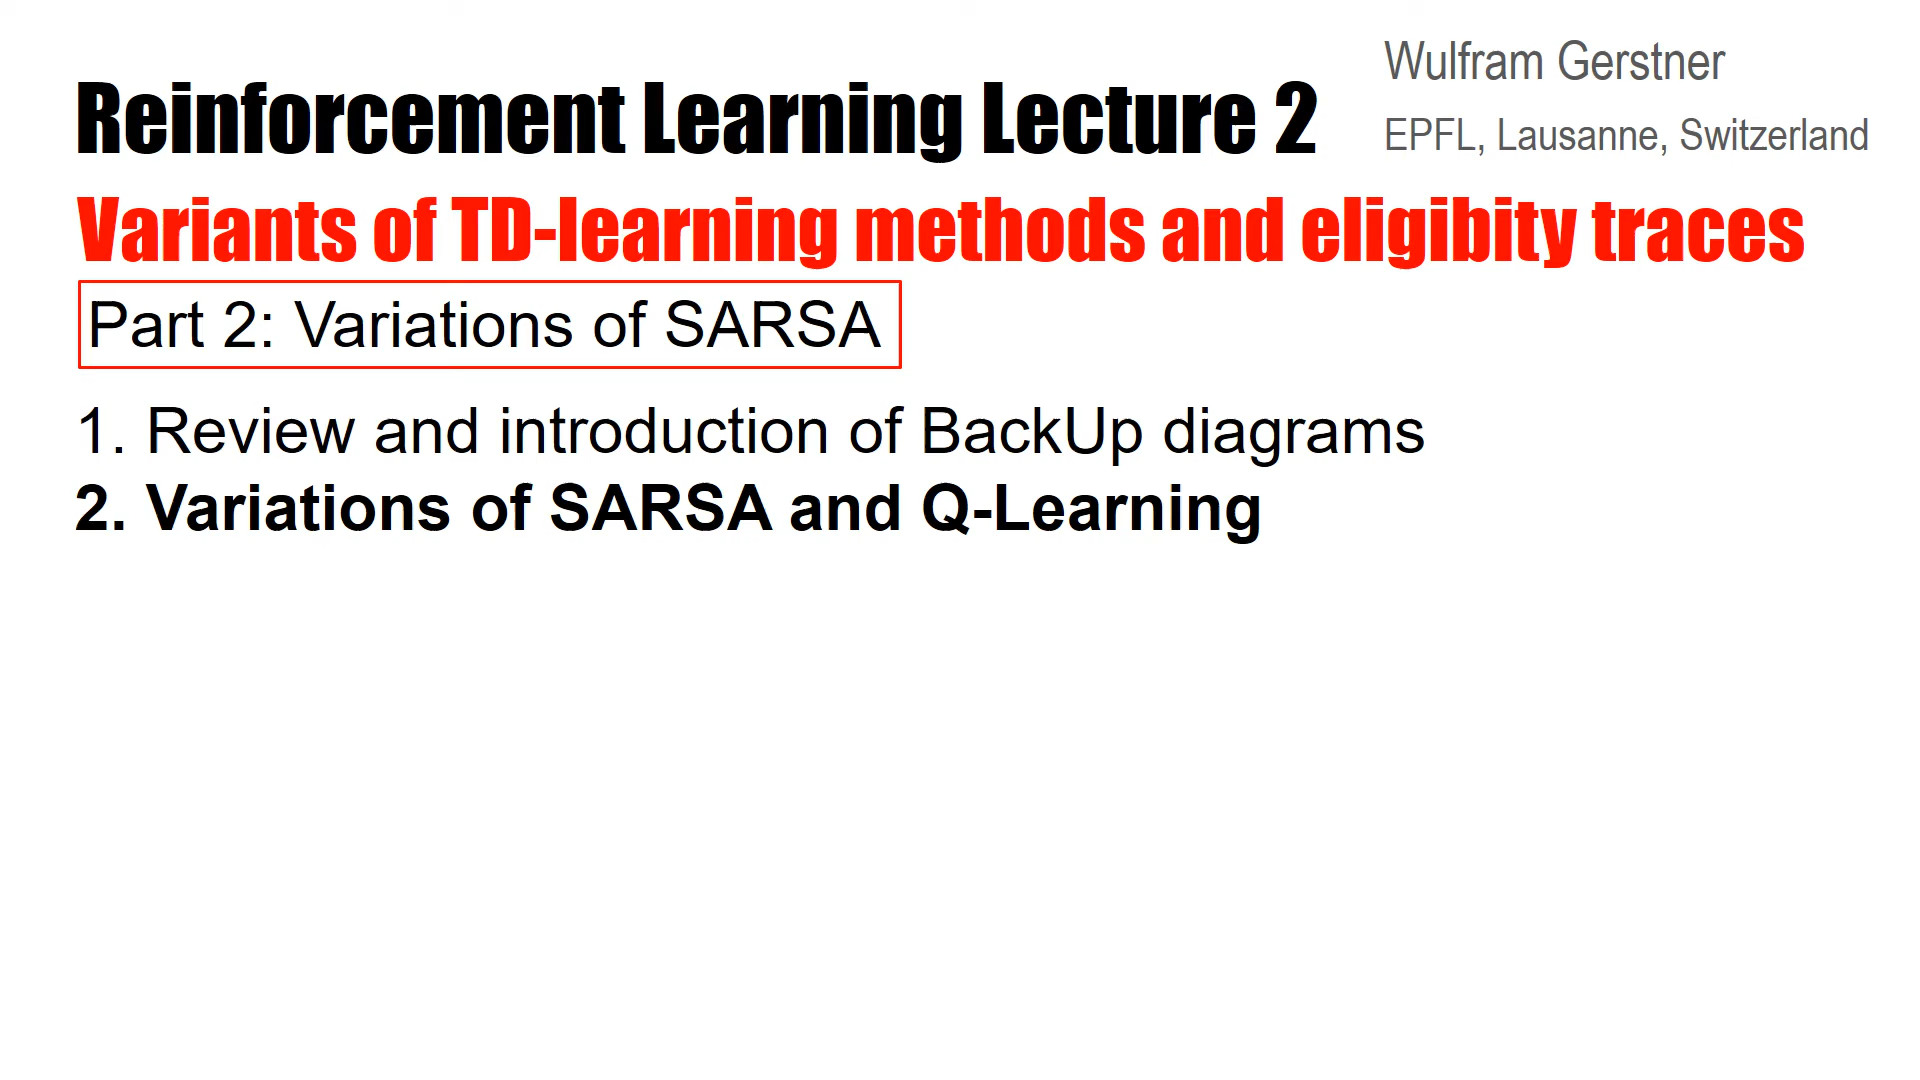 Reinforcement Learning Lecture 2
Wulfram Gerstner
EPFL, Lausanne, Switzerland
Variants of TD-learning methods and eligibity traces
Part 2: Variations of SARSA
1. Review and introduction of BackUp diagrams
2. Variations of SARSA and Q-Learning